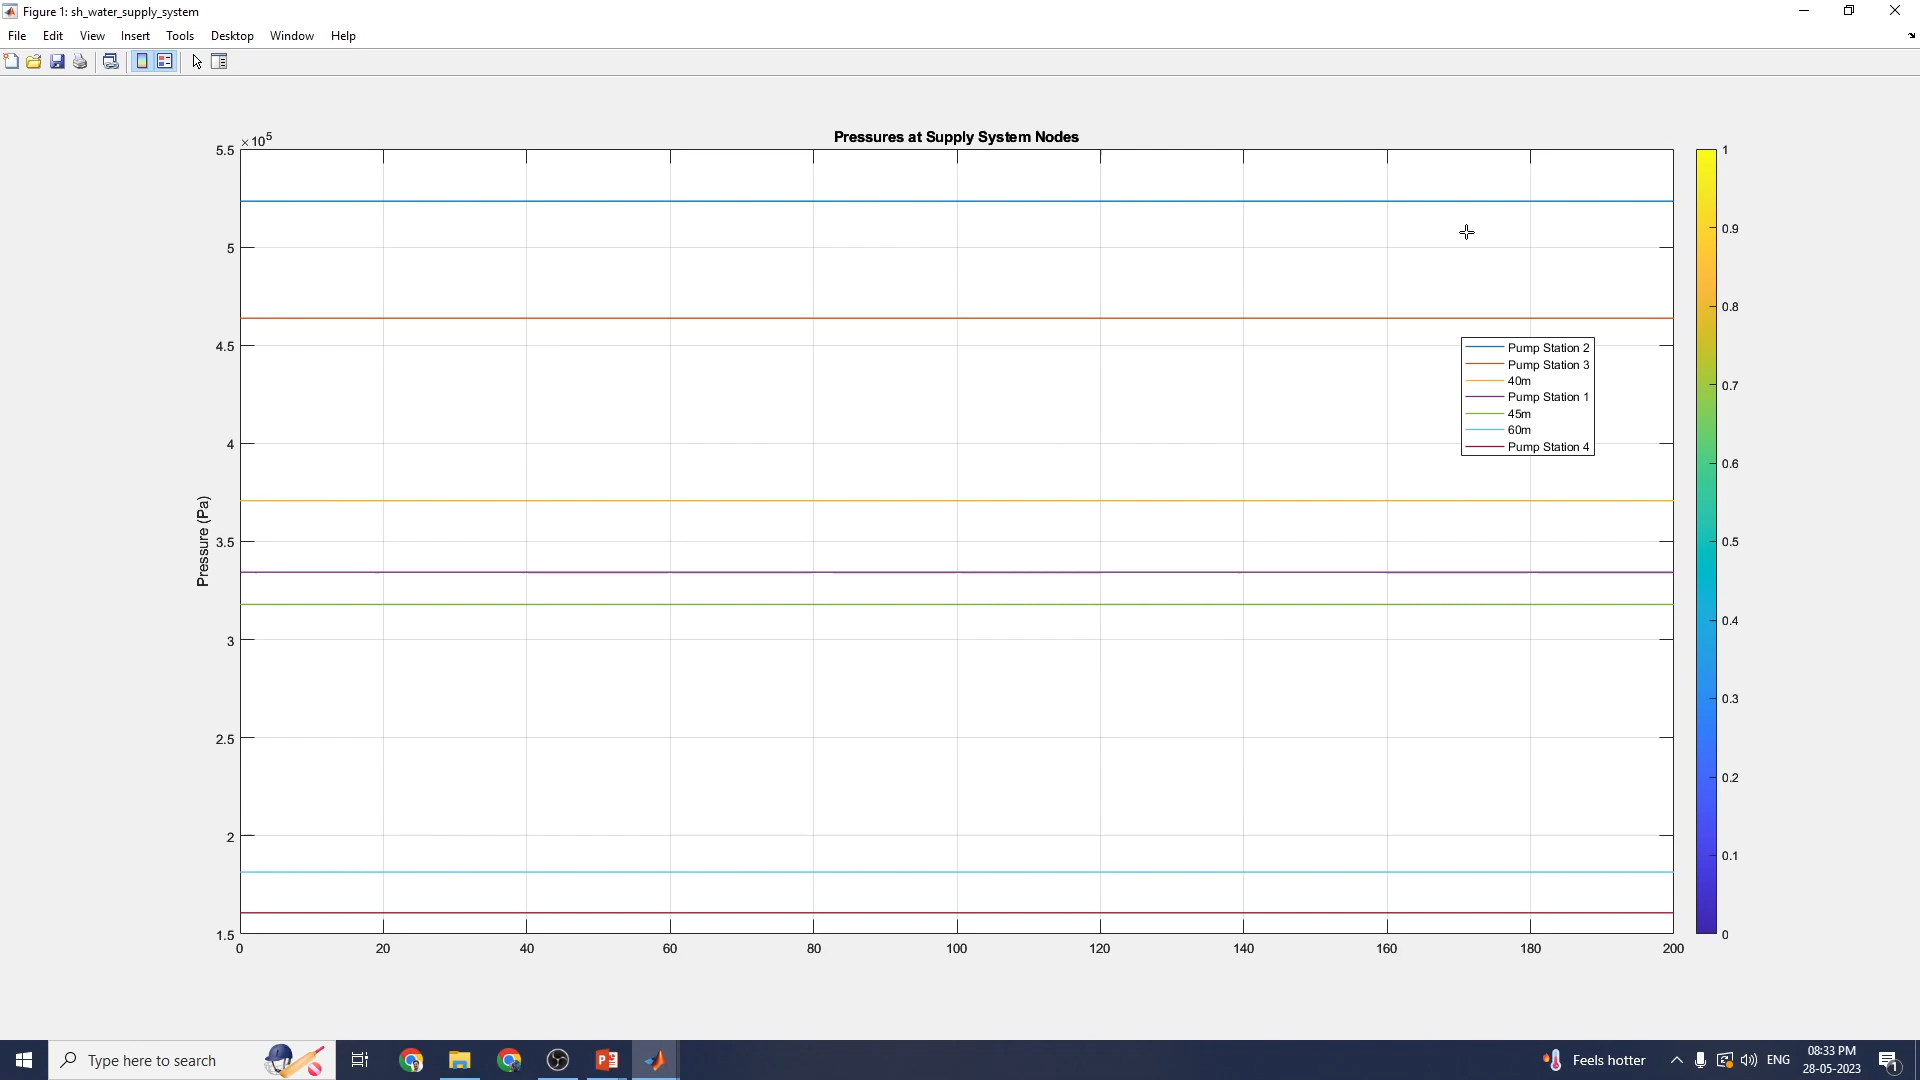 Figure 1: sh_water_supply_system
File Edit View Insert Tools Desktop Window Help
Pressures at Supply System Nodes
×10^5
5.5
5
4.5
4
3.5
3
2.5
2
1.5
Pressure (Pa)
0 20 40 60 80 100 120 140 160 180 200
Pump Station 2
Pump Station 3
40m
Pump Station 1
45m
60m
Pump Station 4
1
0.9
0.8
0.7
0.6
0.5
0.4
0.3
0.2
0.1
0
Type here to search
Feels hotter
ENG
08:33 PM
28-05-2023
1